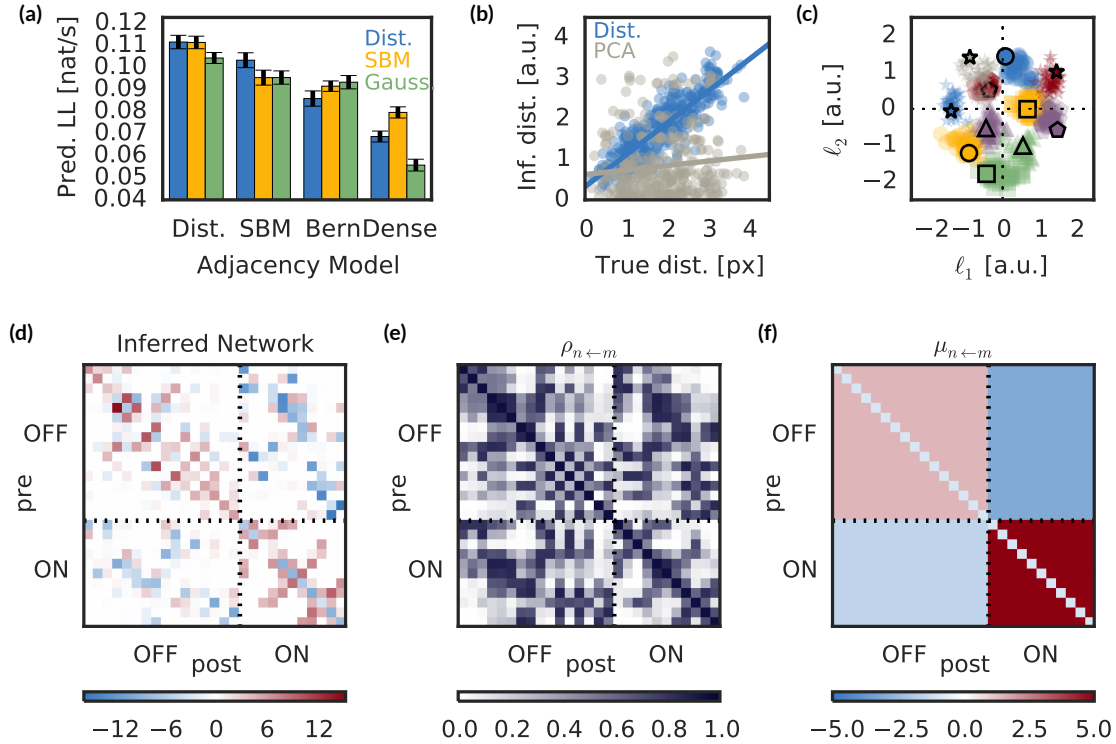 (a)
Pred. LL [nat/s]
0.11
0.12
0.10
0.09
0.08
0.07
0.06
0.05
0.04
Dist.
SBM
Gauss.
Dist. SBM Bern Dense
Adjacency Model
(b)
Inf. dist. [a.u.]
4
3
2
1
0
Dist.
PCA
0 1 2 3 4
True dist. [px]
(c)
ℓ2 [a.u.]
2
1
0
−1
−2
−2 −1 0 1 2
ℓ1 [a.u.]
(d)
Inferred Network
pre
OFF
ON
OFF post ON
−12 −6 0 6 12
(e)
ρn←m
pre
OFF
ON
OFF post ON
0.0 0.2 0.4 0.6 0.8 1.0
(f)
μn←m
pre
OFF
ON
OFF post ON
−5.0 −2.5 0.0 2.5 5.0